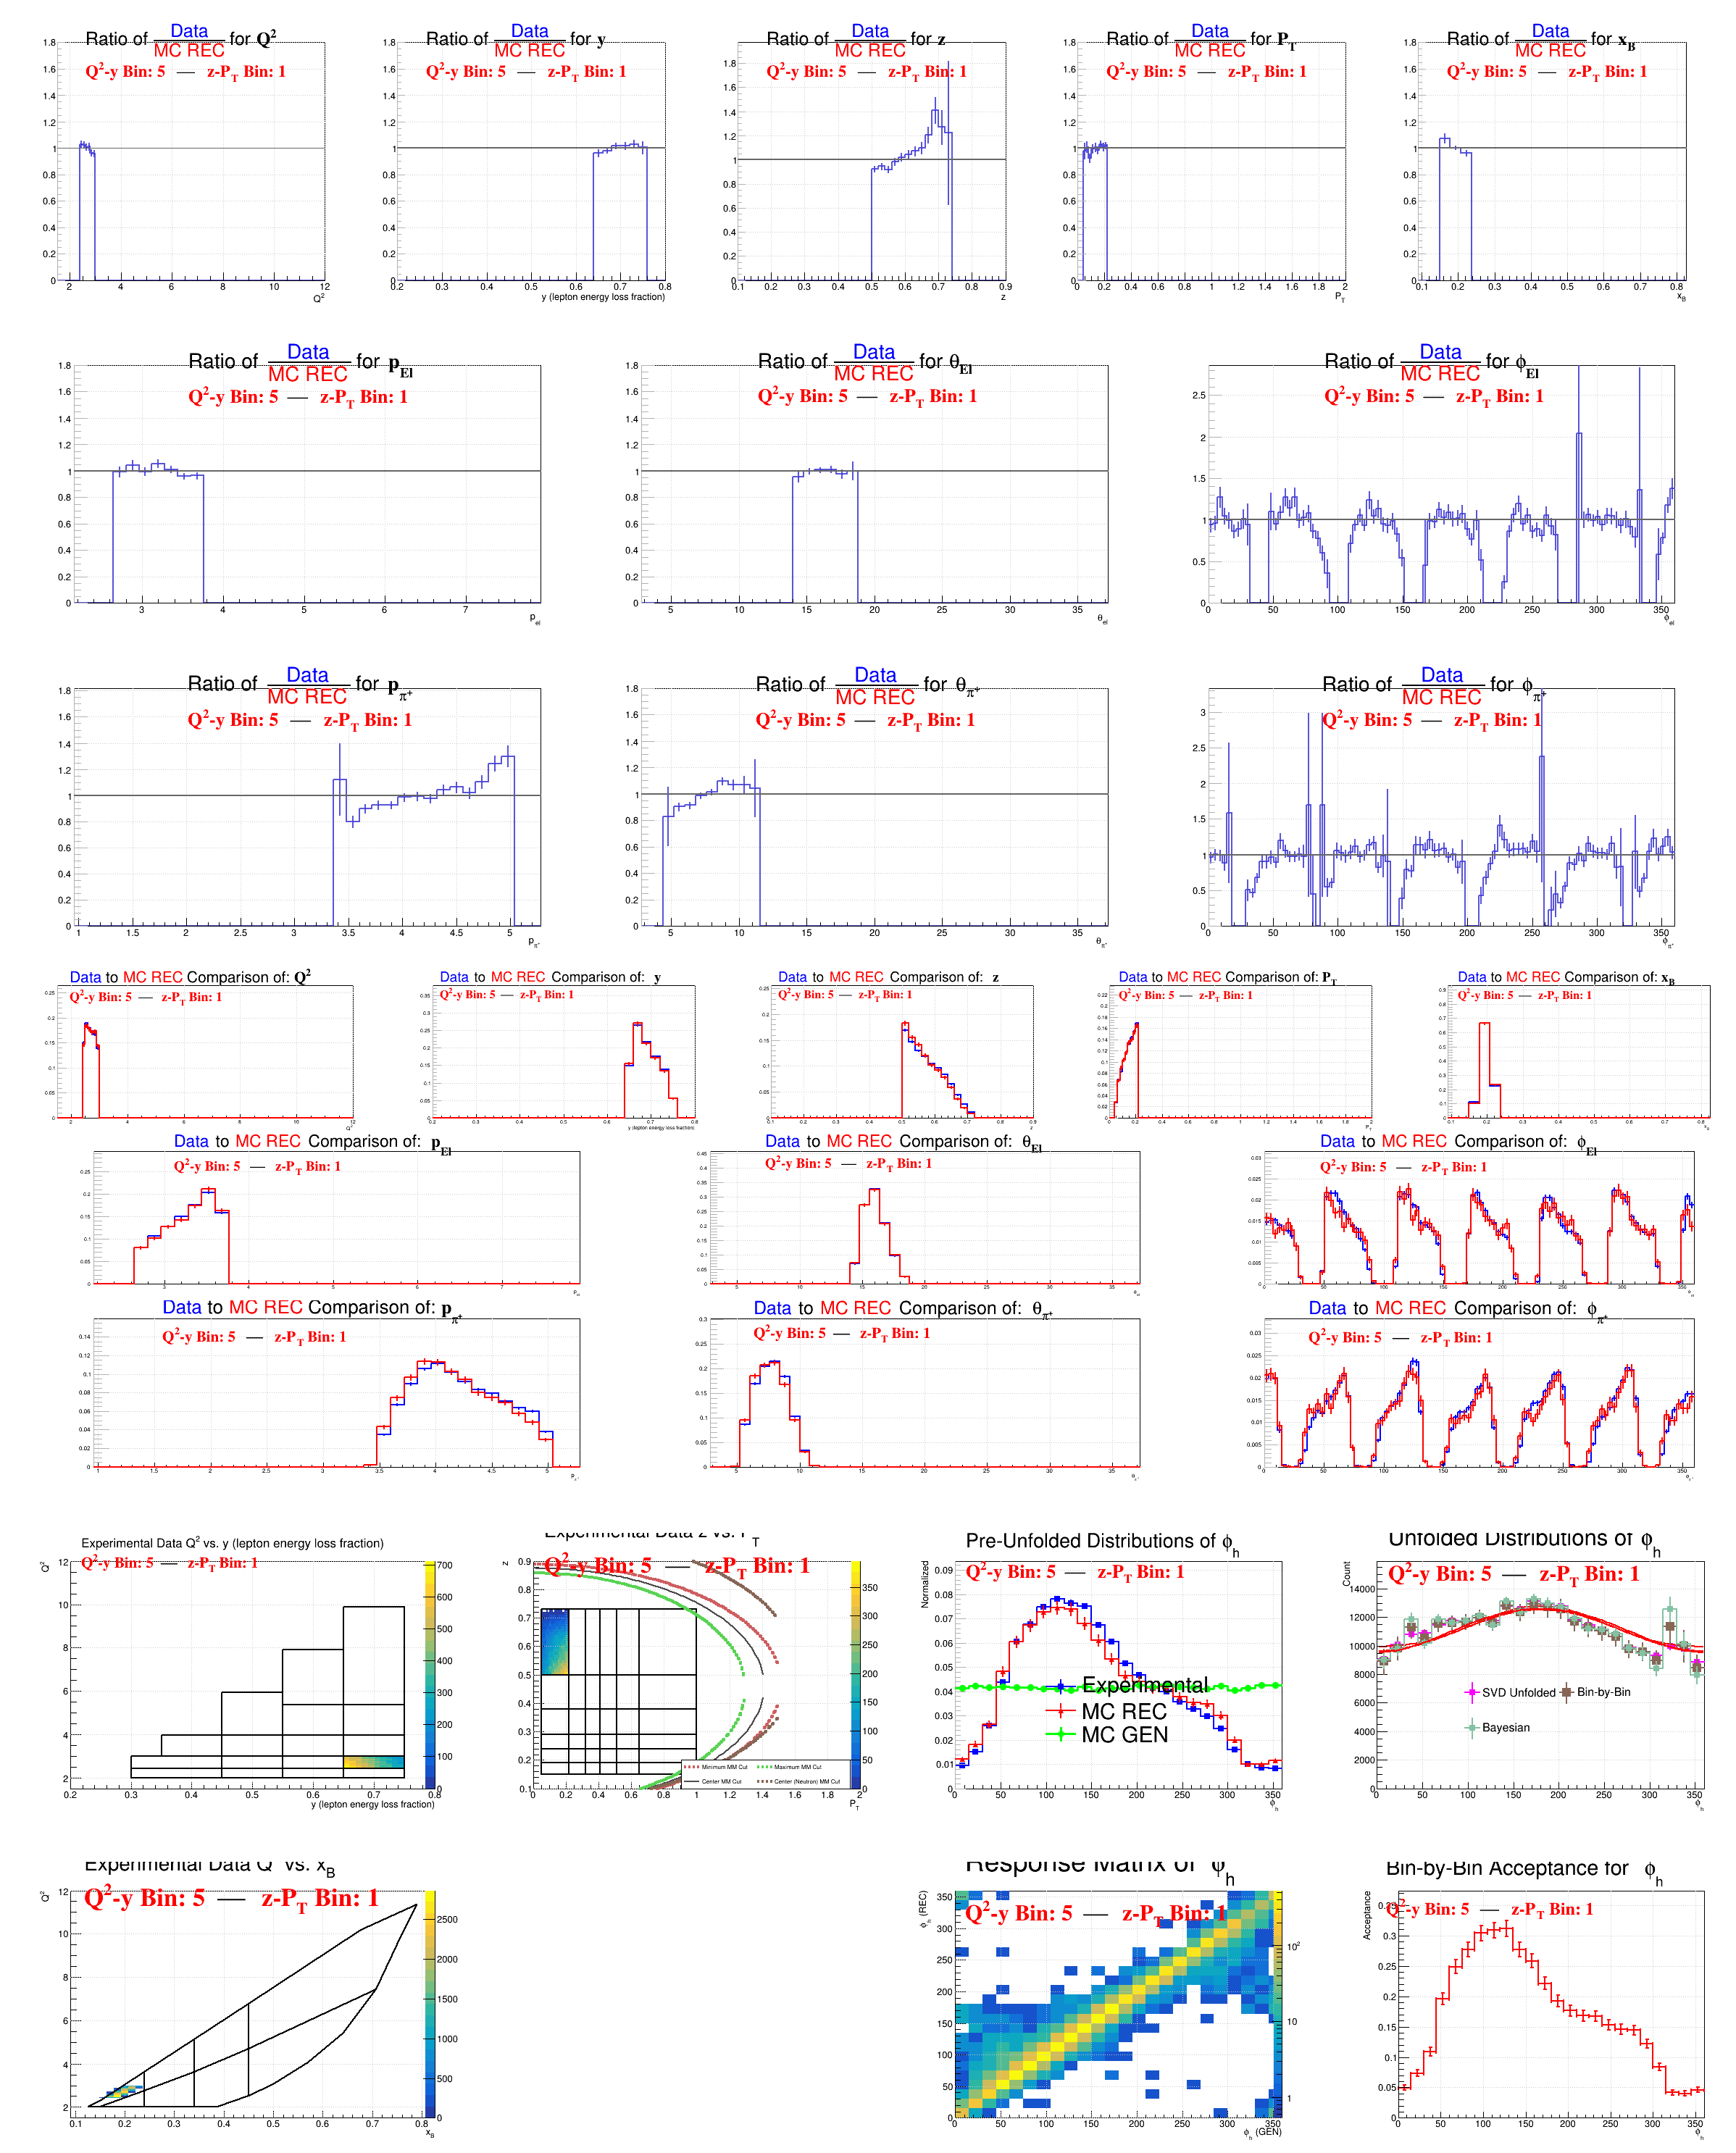 Ratio of Data / MC REC for Q²
Q²-y Bin: 5 — z-P_T Bin: 1
Q²
Ratio of Data / MC REC for y
Q²-y Bin: 5 — z-P_T Bin: 1
y (lepton energy loss fraction)
Ratio of Data / MC REC for z
Q²-y Bin: 5 — z-P_T Bin: 1
z
Ratio of Data / MC REC for P_T
Q²-y Bin: 5 — z-P_T Bin: 1
P_T
Ratio of Data / MC REC for x_B
Q²-y Bin: 5 — z-P_T Bin: 1
x_B
Ratio of Data / MC REC for p_El
Q²-y Bin: 5 — z-P_T Bin: 1
p_el
Ratio of Data / MC REC for θ_El
Q²-y Bin: 5 — z-P_T Bin: 1
θ_el
Ratio of Data / MC REC for ϕ_El
Q²-y Bin: 5 — z-P_T Bin: 1
ϕ_el
Ratio of Data / MC REC for p_π⁺
Q²-y Bin: 5 — z-P_T Bin: 1
p_π⁺
Ratio of Data / MC REC for θ_π⁺
Q²-y Bin: 5 — z-P_T Bin: 1
θ_π⁺
Ratio of Data / MC REC for ϕ_π⁺
Q²-y Bin: 5 — z-P_T Bin: 1
ϕ_π⁺
Data to MC REC Comparison of: Q²
Q²-y Bin: 5 — z-P_T Bin: 1
Data to MC REC Comparison of: y
Q²-y Bin: 5 — z-P_T Bin: 1
y (lepton energy loss fraction)
Data to MC REC Comparison of: z
Q²-y Bin: 5 — z-P_T Bin: 1
Data to MC REC Comparison of: P_T
Q²-y Bin: 5 — z-P_T Bin: 1
Data to MC REC Comparison of: x_B
Q²-y Bin: 5 — z-P_T Bin: 1
Data to MC REC Comparison of: p_El
Q²-y Bin: 5 — z-P_T Bin: 1
Data to MC REC Comparison of: θ_El
Q²-y Bin: 5 — z-P_T Bin: 1
Data to MC REC Comparison of: ϕ_El
Q²-y Bin: 5 — z-P_T Bin: 1
Data to MC REC Comparison of: p_π⁺
Q²-y Bin: 5 — z-P_T Bin: 1
Data to MC REC Comparison of: θ_π⁺
Q²-y Bin: 5 — z-P_T Bin: 1
Data to MC REC Comparison of: ϕ_π⁺
Q²-y Bin: 5 — z-P_T Bin: 1
Experimental Data Q² vs. y (lepton energy loss fraction)
Q²-y Bin: 5 — z-P_T Bin: 1
Q²
y (lepton energy loss fraction)
Experimental Data z vs. P_T
Q²-y Bin: 5 — z-P_T Bin: 1
z
Minimum MM Cut
Maximum MM Cut
Center MM Cut
Center (Neutron) MM Cut
P_T
Pre-Unfolded Distributions of ϕ_h
Q²-y Bin: 5 — z-P_T Bin: 1
Normalized
Experimental
MC REC
MC GEN
ϕ_h
Unfolded Distributions of ϕ_h
Q²-y Bin: 5 — z-P_T Bin: 1
Count
SVD Unfolded
Bin-by-Bin
Bayesian
ϕ_h
Experimental Data Q² vs. x_B
Q²-y Bin: 5 — z-P_T Bin: 1
Q²
x_B
Response Matrix of ϕ_h
Q²-y Bin: 5 — z-P_T Bin: 1
ϕ_h (REC)
ϕ_h (GEN)
Bin-by-Bin Acceptance for ϕ_h
Q²-y Bin: 5 — z-P_T Bin: 1
Acceptance
ϕ_h